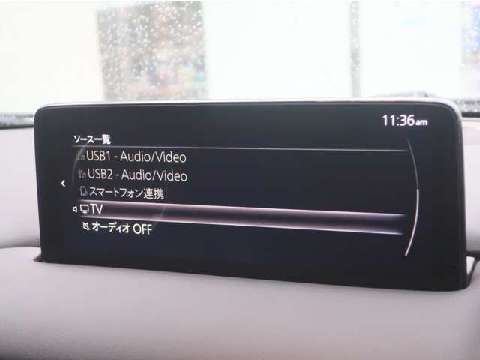 11:36am
ソース一覧
USB1 - Audio/Video
USB2 - Audio/Video
スマートフォン連携
TV
オーディオ OFF